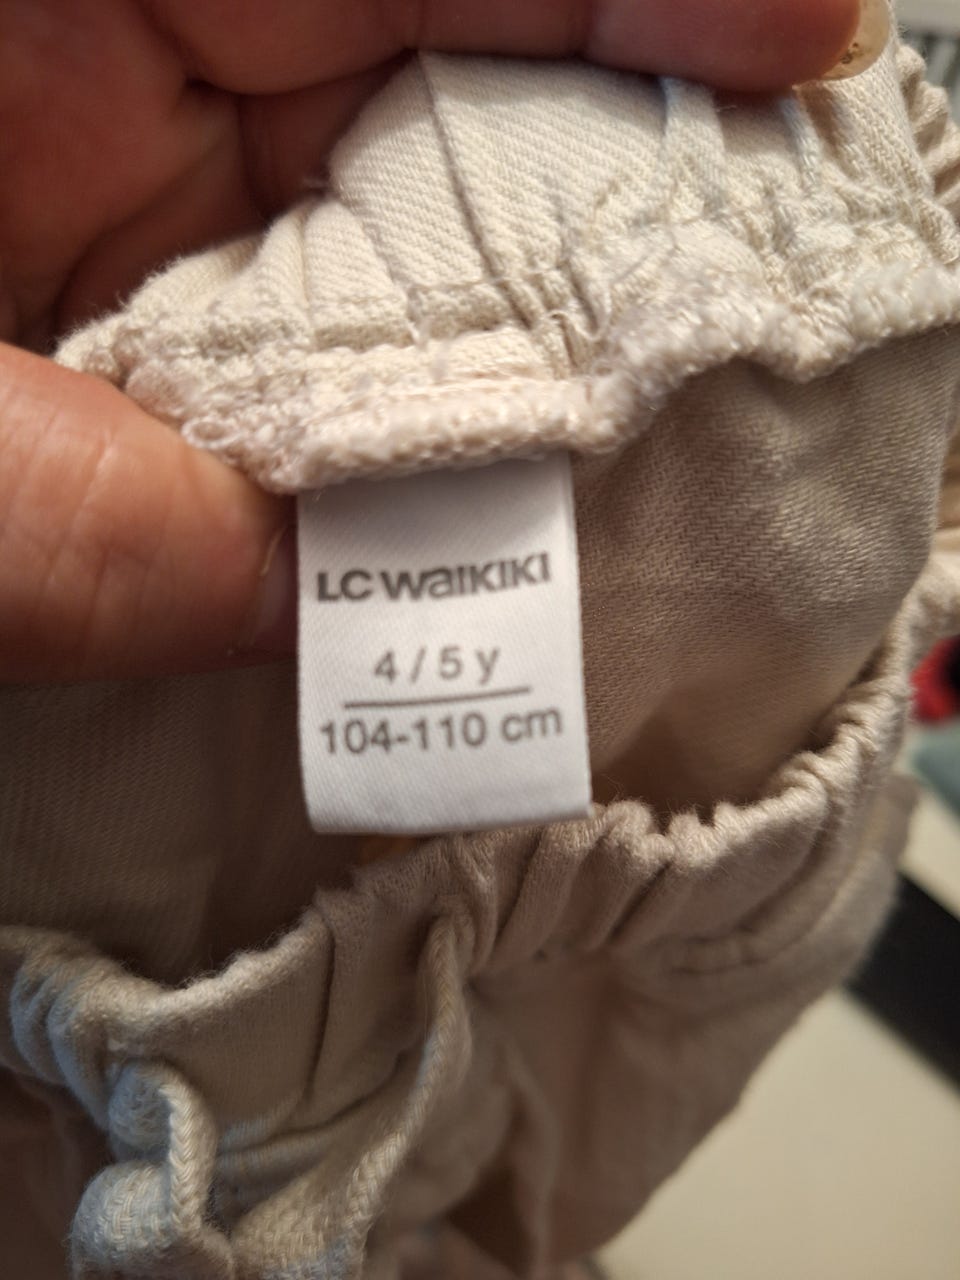 LC WAIKIKI
4 / 5 y
104-110 cm